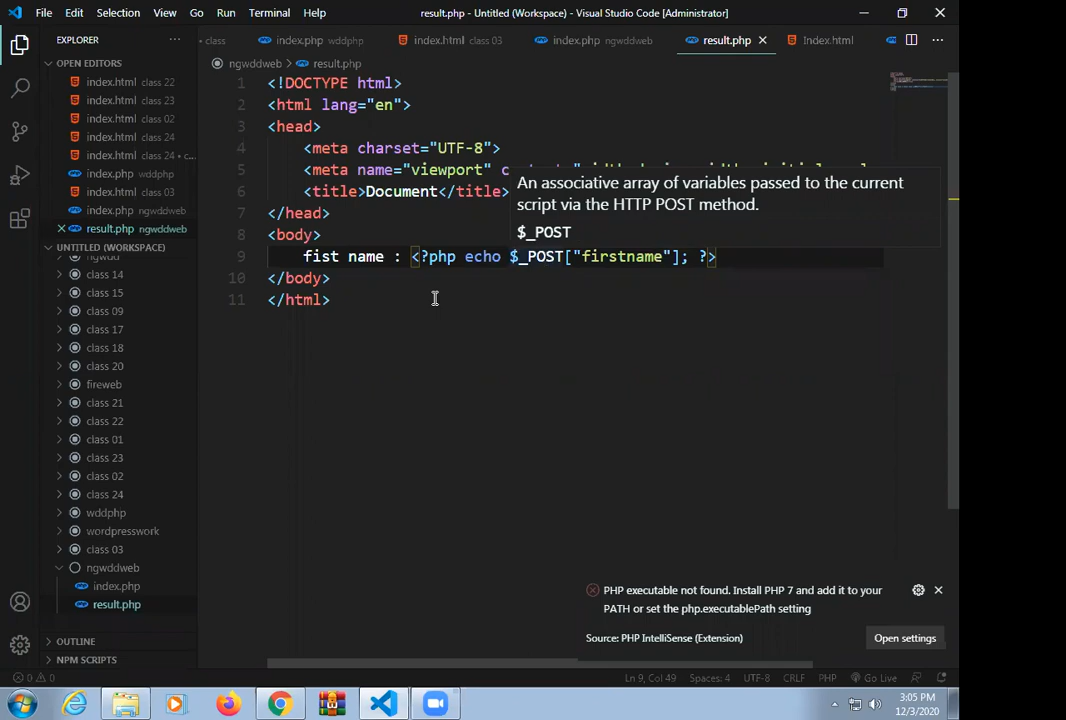 File Edit Selection View Go Run Terminal Help
result.php - Untitled (Workspace) - Visual Studio Code [Administrator]
EXPLORER
class
index.php wddphp
index.html class 03
index.php ngwddweb
result.php
Index.html
OPEN EDITORS
index.html class 22
index.html class 23
index.html class 02
index.html class 24
index.html class 24 • c...
index.php wddphp
index.html class 03
index.php ngwddweb
result.php ngwddweb
UNTITLED (WORKSPACE)
class 14
class 15
class 09
class 17
class 18
class 20
fireweb
class 21
class 22
class 01
class 23
class 02
class 24
wddphp
wordpresswork
class 03
ngwddweb
index.php
result.php
OUTLINE
NPM SCRIPTS
ngwddweb > result.php
1 <!DOCTYPE html>
2 <html lang="en">
3 <head>
4 <meta charset="UTF-8">
5 <meta name="viewport" c
6 <title>Document</title>
7 </head>
8 <body>
9 fist name : <?php echo $_POST["firstname"]; ?>
10 </body>
11 </html>
An associative array of variables passed to the current
script via the HTTP POST method.
$_POST
PHP executable not found. Install PHP 7 and add it to your
PATH or set the php.executablePath setting
Source: PHP IntelliSense (Extension)
Open settings
0 0
Ln 9, Col 49 Spaces: 4 UTF-8 CRLF PHP Go Live
3:05 PM
12/3/2020